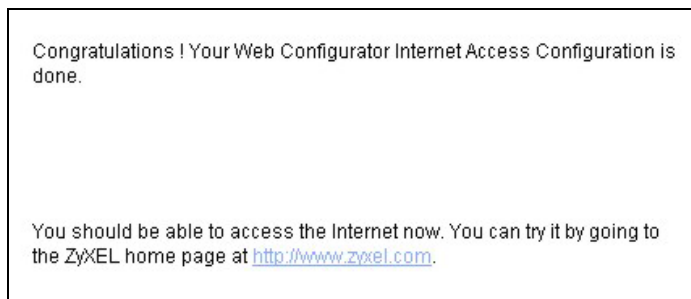 Congratulations ! Your Web Configurator Internet Access Configuration is
done.
You should be able to access the Internet now. You can try it by going to
the ZyXEL home page at http://www.zyxel.com.